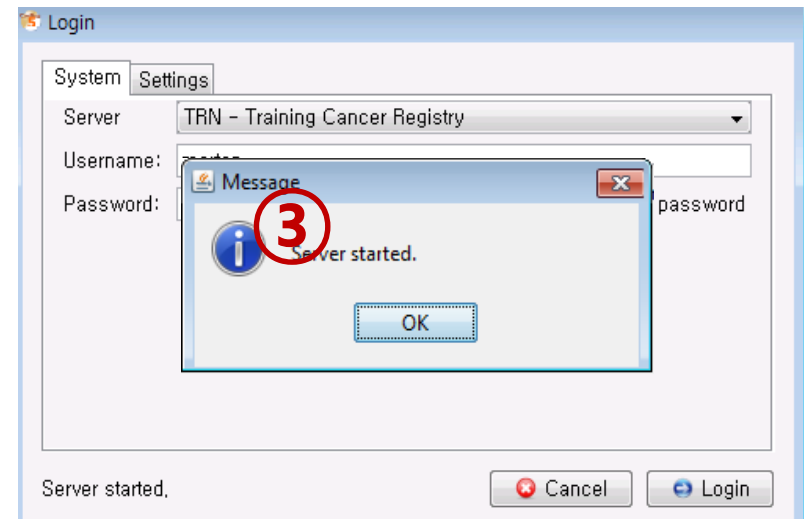 Login
System Settings
Server TRN - Training Cancer Registry
Username:
Message
Password: password
③
Server started.
OK
Server started,
Cancel Login